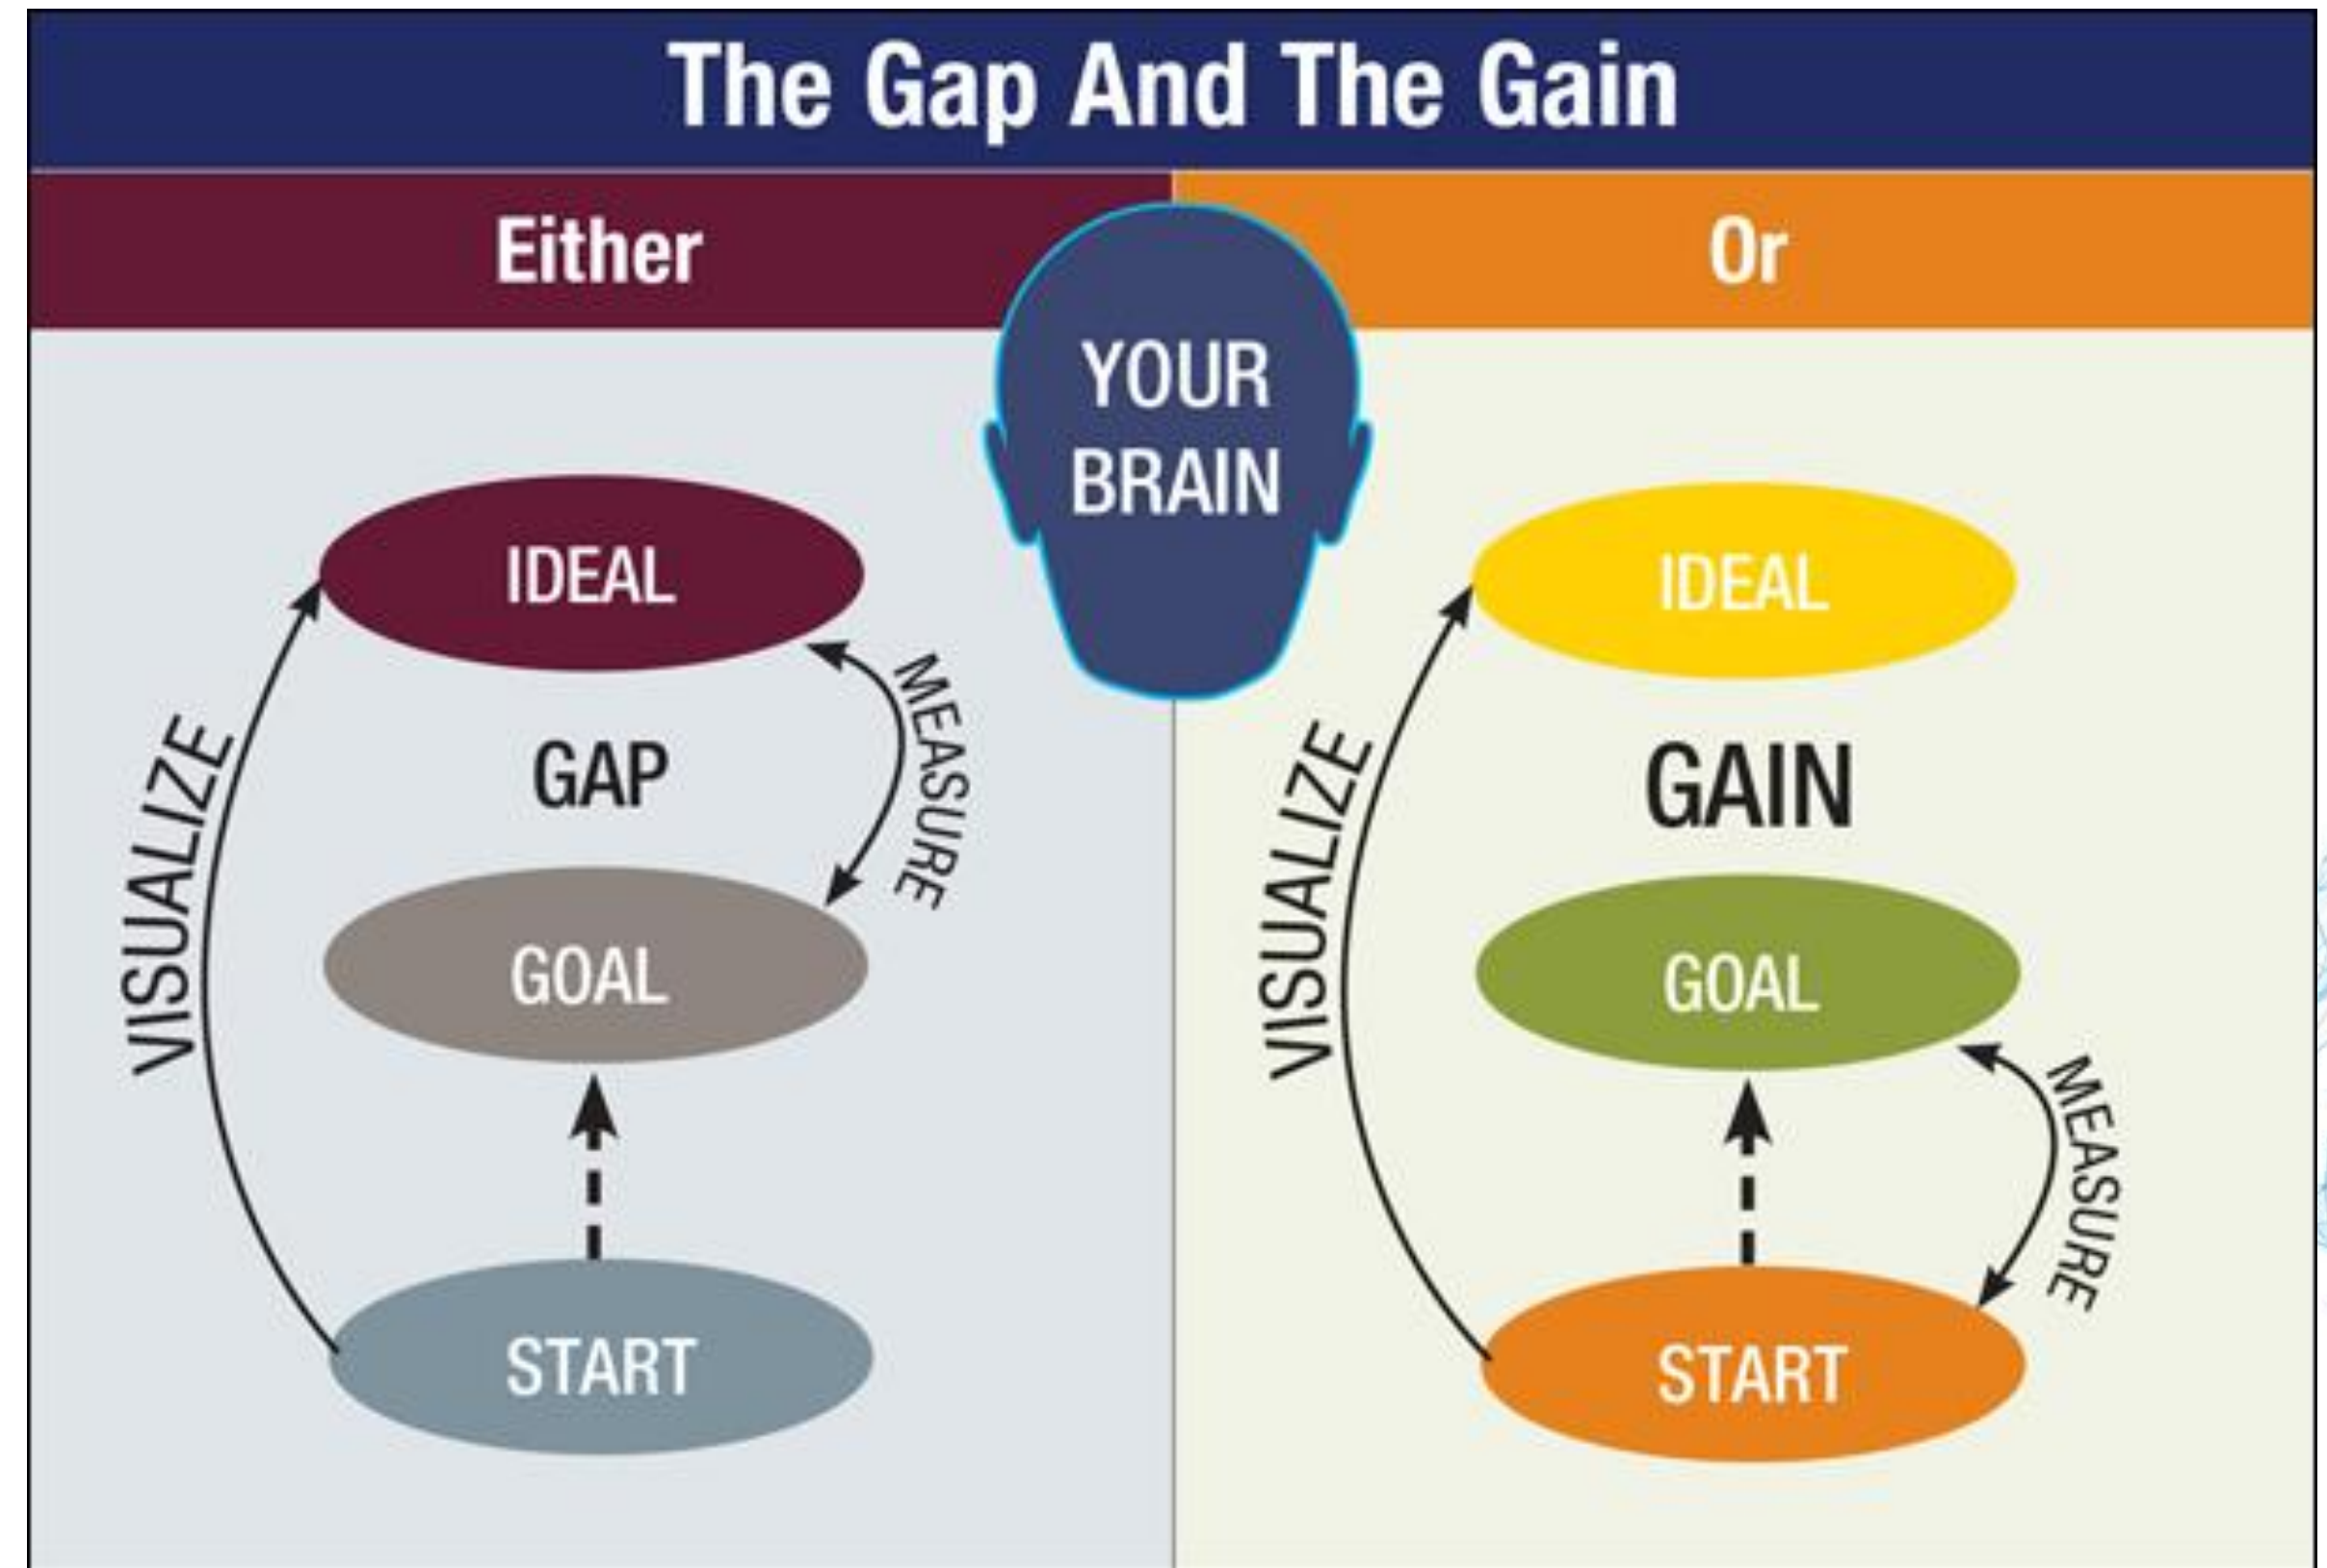 The Gap And The Gain
Either
Or
YOUR
BRAIN
IDEAL
GAP
GOAL
START
VISUALIZE
MEASURE
IDEAL
GAIN
GOAL
START
VISUALIZE
MEASURE